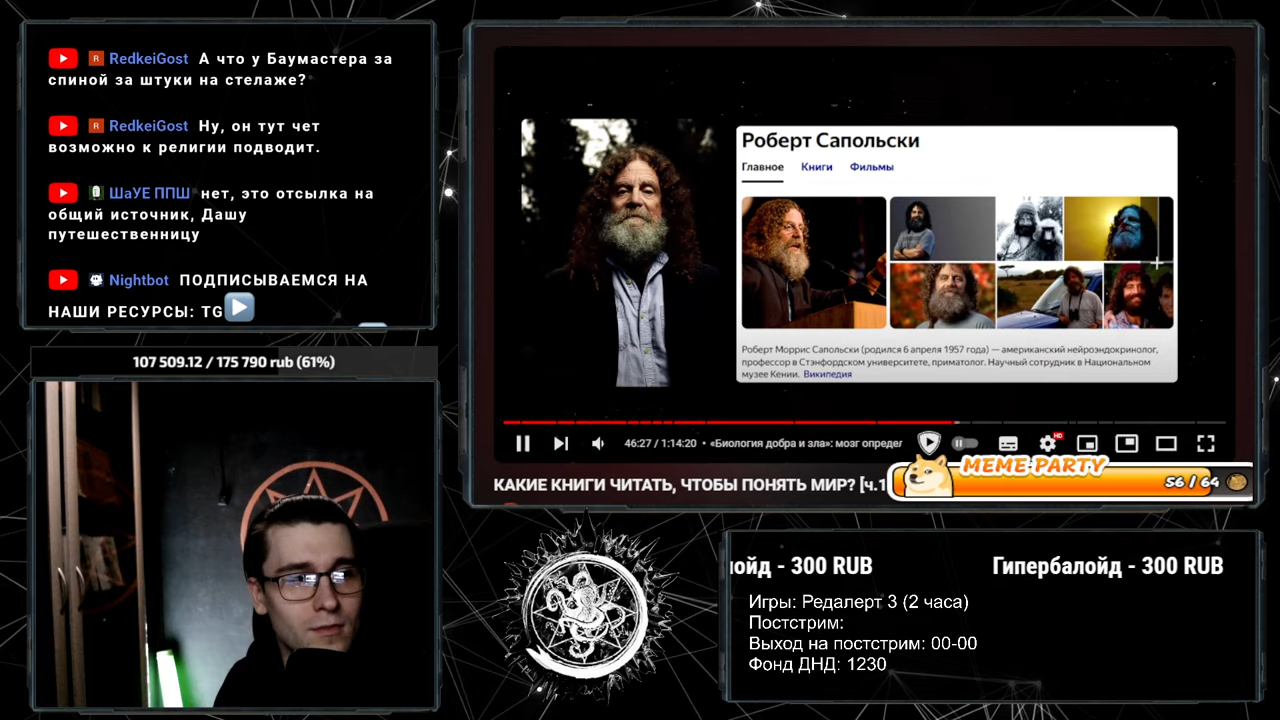 RedkeiGost А что у Баумастера за
спиной за штуки на стелаже?
RedkeiGost Ну, он тут чет
возможно к религии подводит.
ШаУЕ ППШ нет, это отсылка на
общий источник, Дашу
путешественницу
Nightbot ПОДПИСЫВАЕМСЯ НА
НАШИ РЕСУРСЫ: TG
107 509.12 / 175 790 rub (61%)
Роберт Сапольски
Главное Книги Фильмы
Роберт Моррис Сапольски (родился 6 апреля 1957 года) — американский нейроэндокринолог,
профессор в Стэнфордском университете, приматолог. Научный сотрудник в Национальном
музее Кении. Википедия
46:27 / 1:14:20 • «Биология добра и зла»: мозг определ
HD
КАКИЕ КНИГИ ЧИТАТЬ, ЧТОБЫ ПОНЯТЬ МИР? [ч.1
MEME PARTY
56 / 64
лойд - 300 RUB Гипербалойд - 300 RUB
Игры: Редалерт 3 (2 часа)
Постстрим:
Выход на постстрим: 00-00
Фонд ДНД: 1230